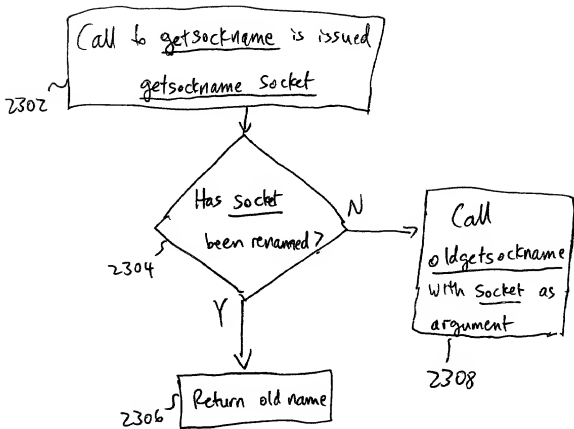 Call to getsockname is issued
getsockname socket
2302
Has socket
been renamed?
2304
N
Y
Call
oldgetsockname
with socket as
argument
2308
Return old name
2306